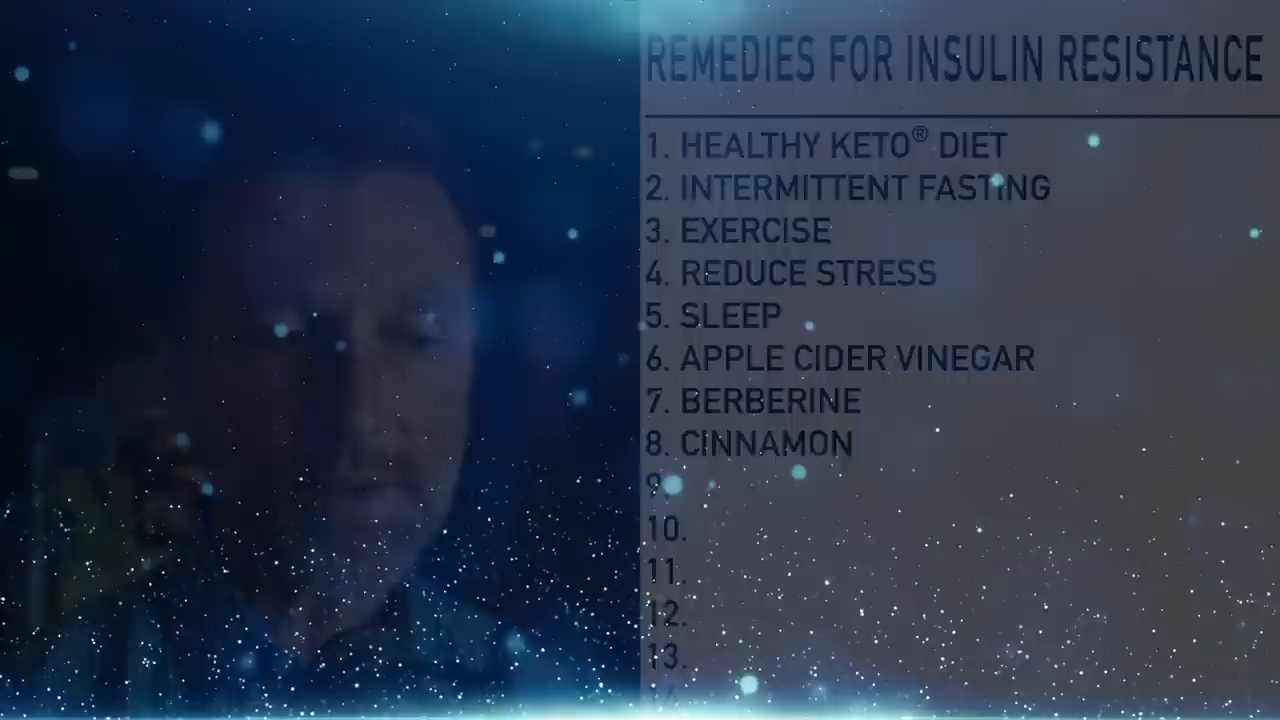 REMEDIES FOR INSULIN RESISTANCE
1. HEALTHY KETO® DIET
2. INTERMITTENT FASTING
3. EXERCISE
4. REDUCE STRESS
5. SLEEP
6. APPLE CIDER VINEGAR
7. BERBERINE
8. CINNAMON
9.
10.
11.
12.
13.